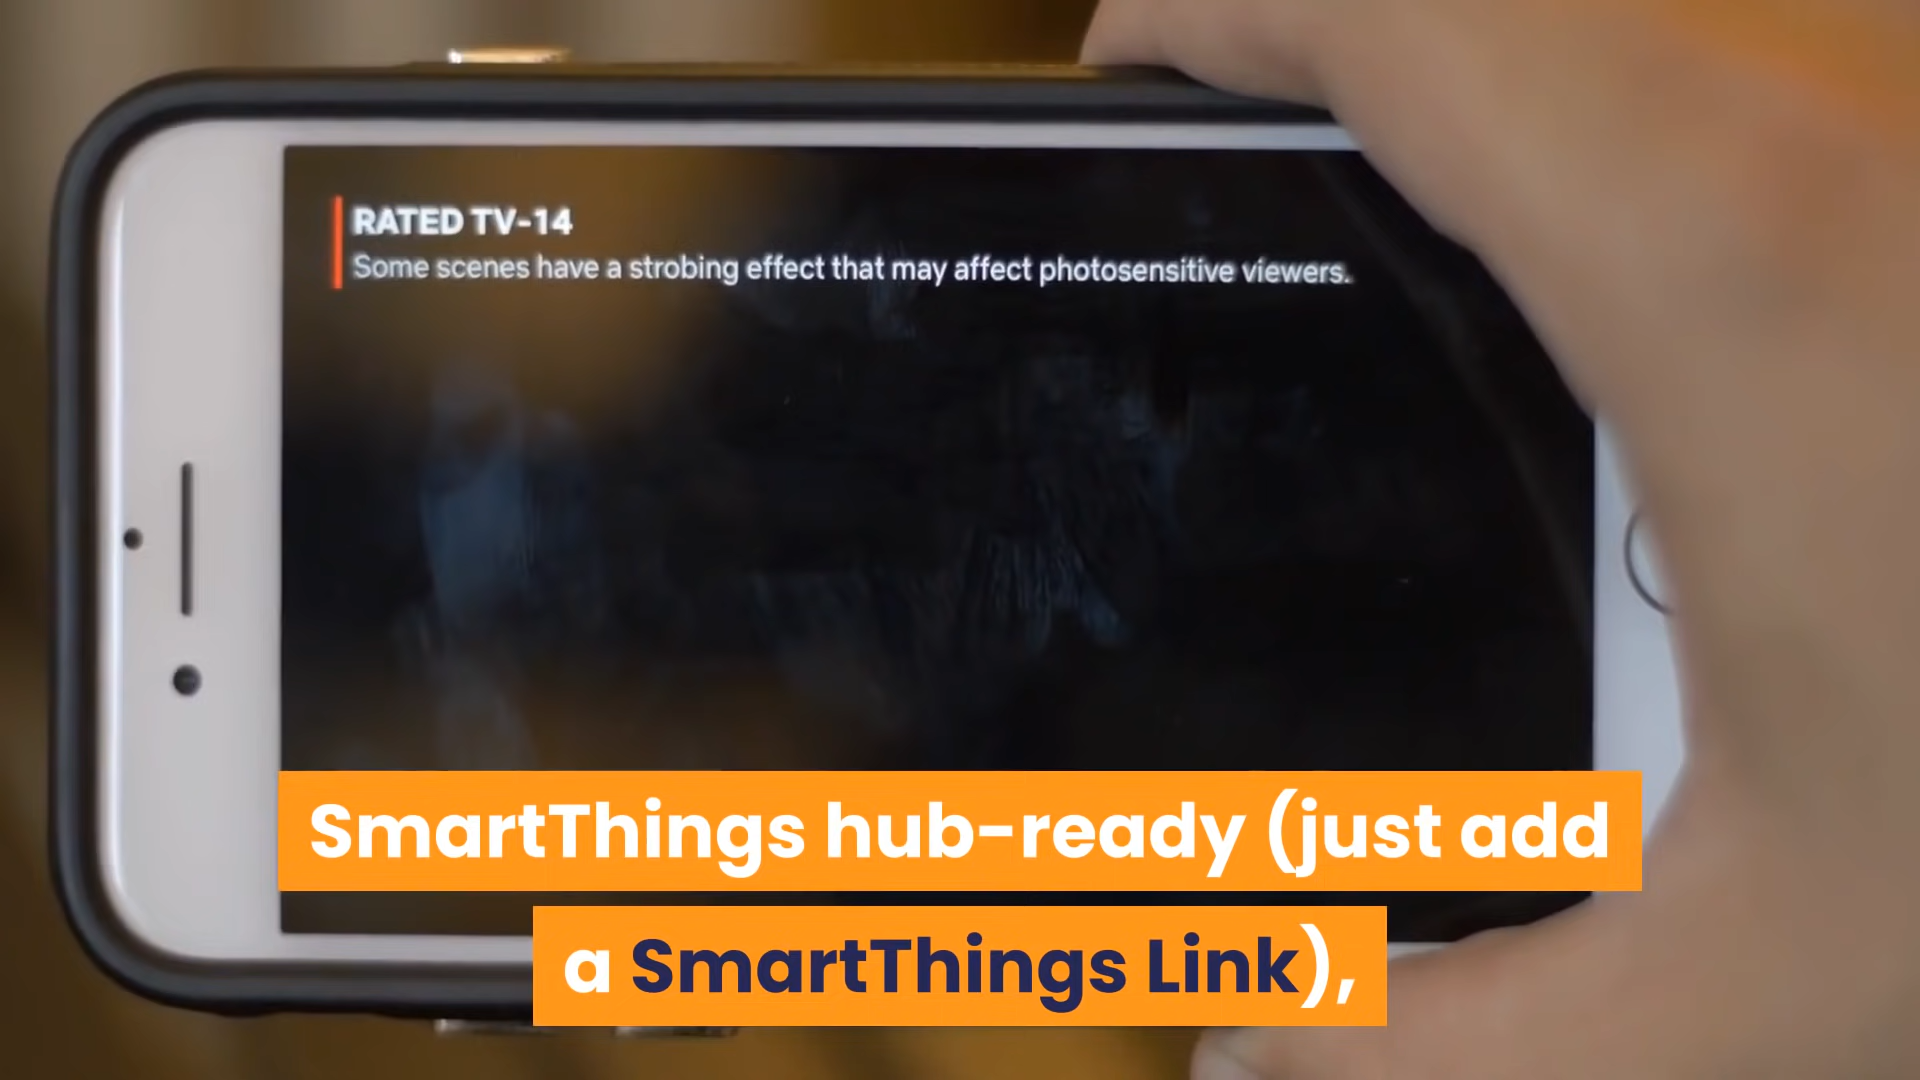 RATED TV-14
Some scenes have a strobing effect that may affect photosensitive viewers.
SmartThings hub-ready (just add
a SmartThings Link),